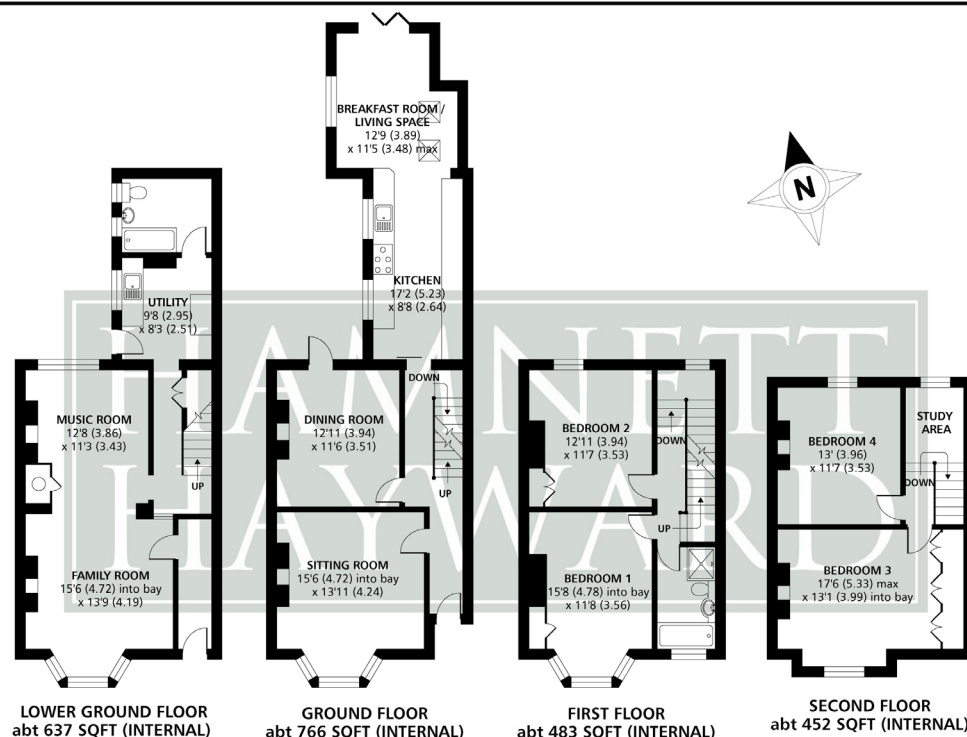 BREAKFAST ROOM /
LIVING SPACE
12'9 (3.89)
x 11'5 (3.48) max
N
KITCHEN
17'2 (5.23)
x 8'8 (2.64)
UTILITY
9'8 (2.95)
x 8'3 (2.51)
HAMNETT
HAYWARD
MUSIC ROOM
12'8 (3.86)
x 11'3 (3.43)
UP
FAMILY ROOM
15'6 (4.72) into bay
x 13'9 (4.19)
LOWER GROUND FLOOR
abt 637 SQFT (INTERNAL)
DOWN
DINING ROOM
12'11 (3.94)
x 11'6 (3.51)
UP
SITTING ROOM
15'6 (4.72) into bay
x 13'11 (4.24)
GROUND FLOOR
abt 766 SQFT (INTERNAL)
BEDROOM 2
12'11 (3.94)
x 11'7 (3.53)
DOWN
UP
BEDROOM 1
15'8 (4.78) into bay
x 11'8 (3.56)
FIRST FLOOR
abt 483 SQFT (INTERNAL)
STUDY
AREA
BEDROOM 4
13' (3.96)
x 11'7 (3.53)
DOWN
BEDROOM 3
17'6 (5.33) max
x 13'1 (3.99) into bay
SECOND FLOOR
abt 452 SQFT (INTERNAL)